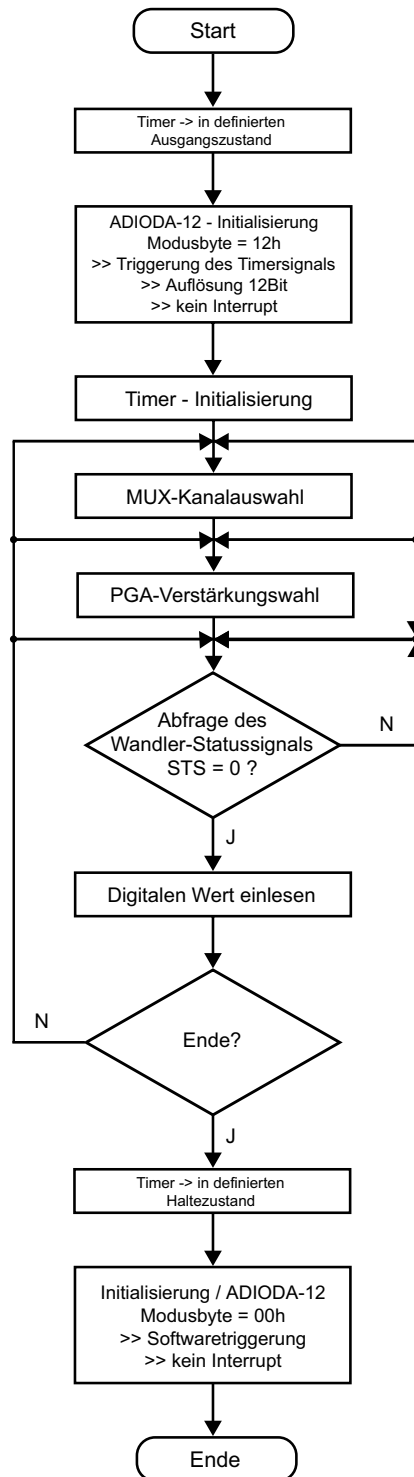 Start
Timer -> in definierten
Ausgangszustand
ADIODA-12 - Initialisierung
Modusbyte = 12h
>> Triggerung des Timersignals
>> Auflösung 12Bit
>> kein Interrupt
Timer - Initialisierung
MUX-Kanalauswahl
PGA-Verstärkungswahl
Abfrage des
Wandler-Statussignals
STS = 0 ?
N
J
Digitalen Wert einlesen
N
Ende?
J
Timer -> in definierten
Haltezustand
Initialisierung / ADIODA-12
Modusbyte = 00h
>> Softwaretriggerung
>> kein Interrupt
Ende